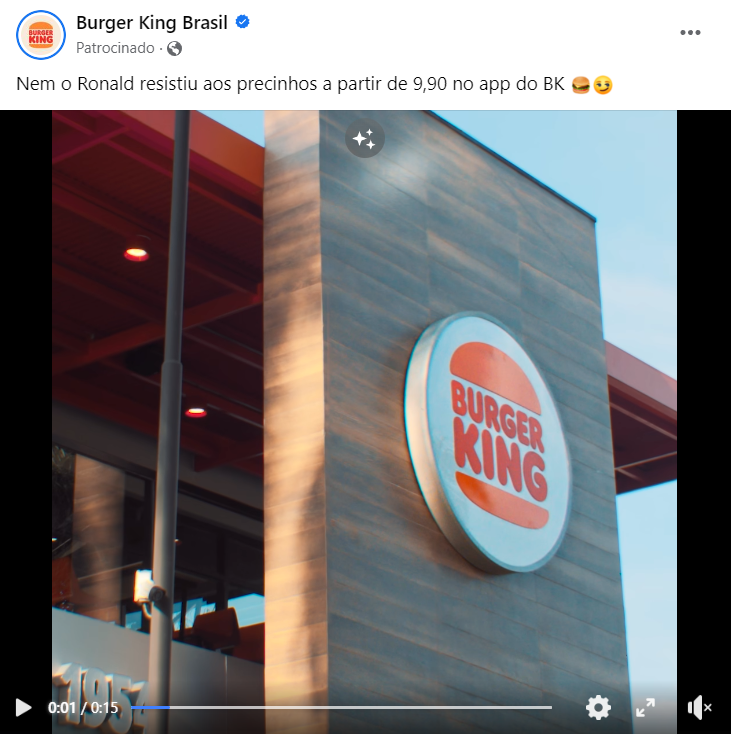 Burger King Brasil
BURGER
KING
Patrocinado ·
Nem o Ronald resistiu aos precinhos a partir de 9,90 no app do BK 🍔😏
BURGER
KING
1954
0:01 / 0:15